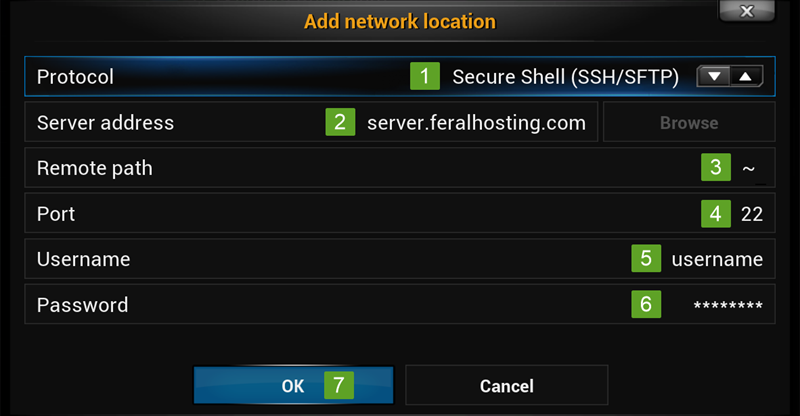 Add network location
Protocol 1 Secure Shell (SSH/SFTP)
Server address 2 server.feralhosting.com Browse
Remote path 3 ~
Port 4 22
Username 5 username
Password 6 ********
OK 7 Cancel